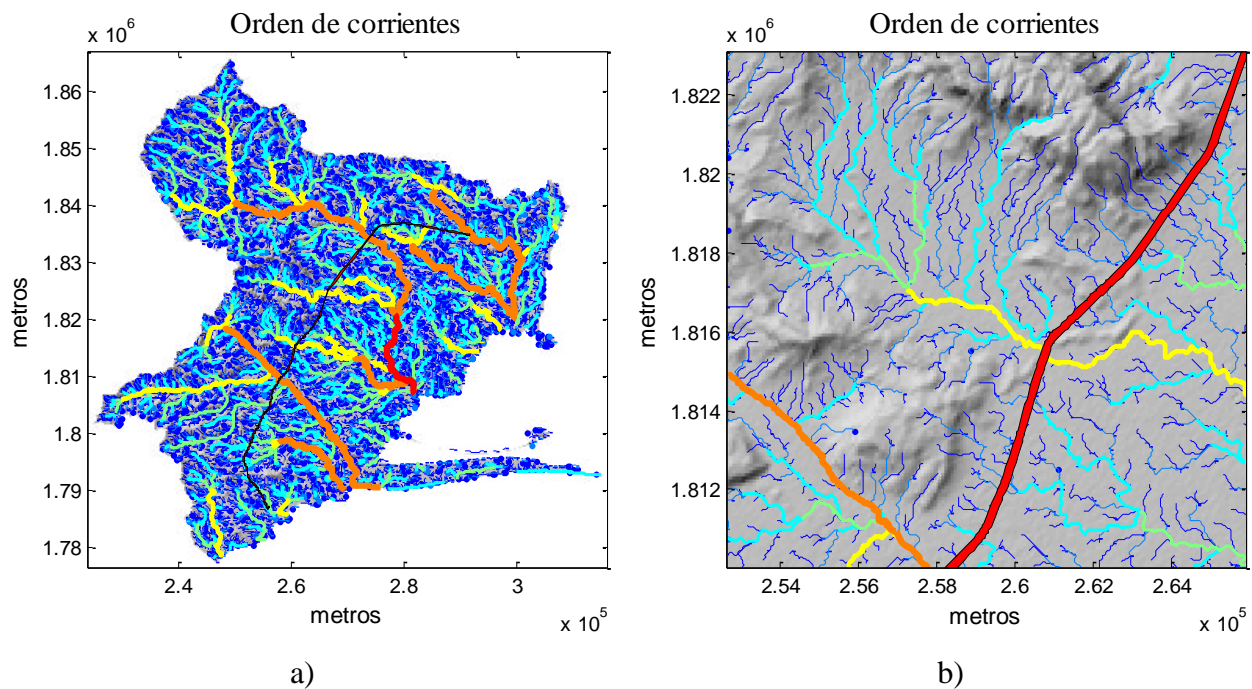 Orden de corrientes
x 10^6
1.86
1.85
1.84
1.83
1.82
1.81
1.8
1.79
1.78
metros
2.4
2.6
2.8
3
metros
x 10^5
a)
Orden de corrientes
x 10^6
1.822
1.82
1.818
1.816
1.814
1.812
metros
2.54
2.56
2.58
2.6
2.62
2.64
metros
x 10^5
b)